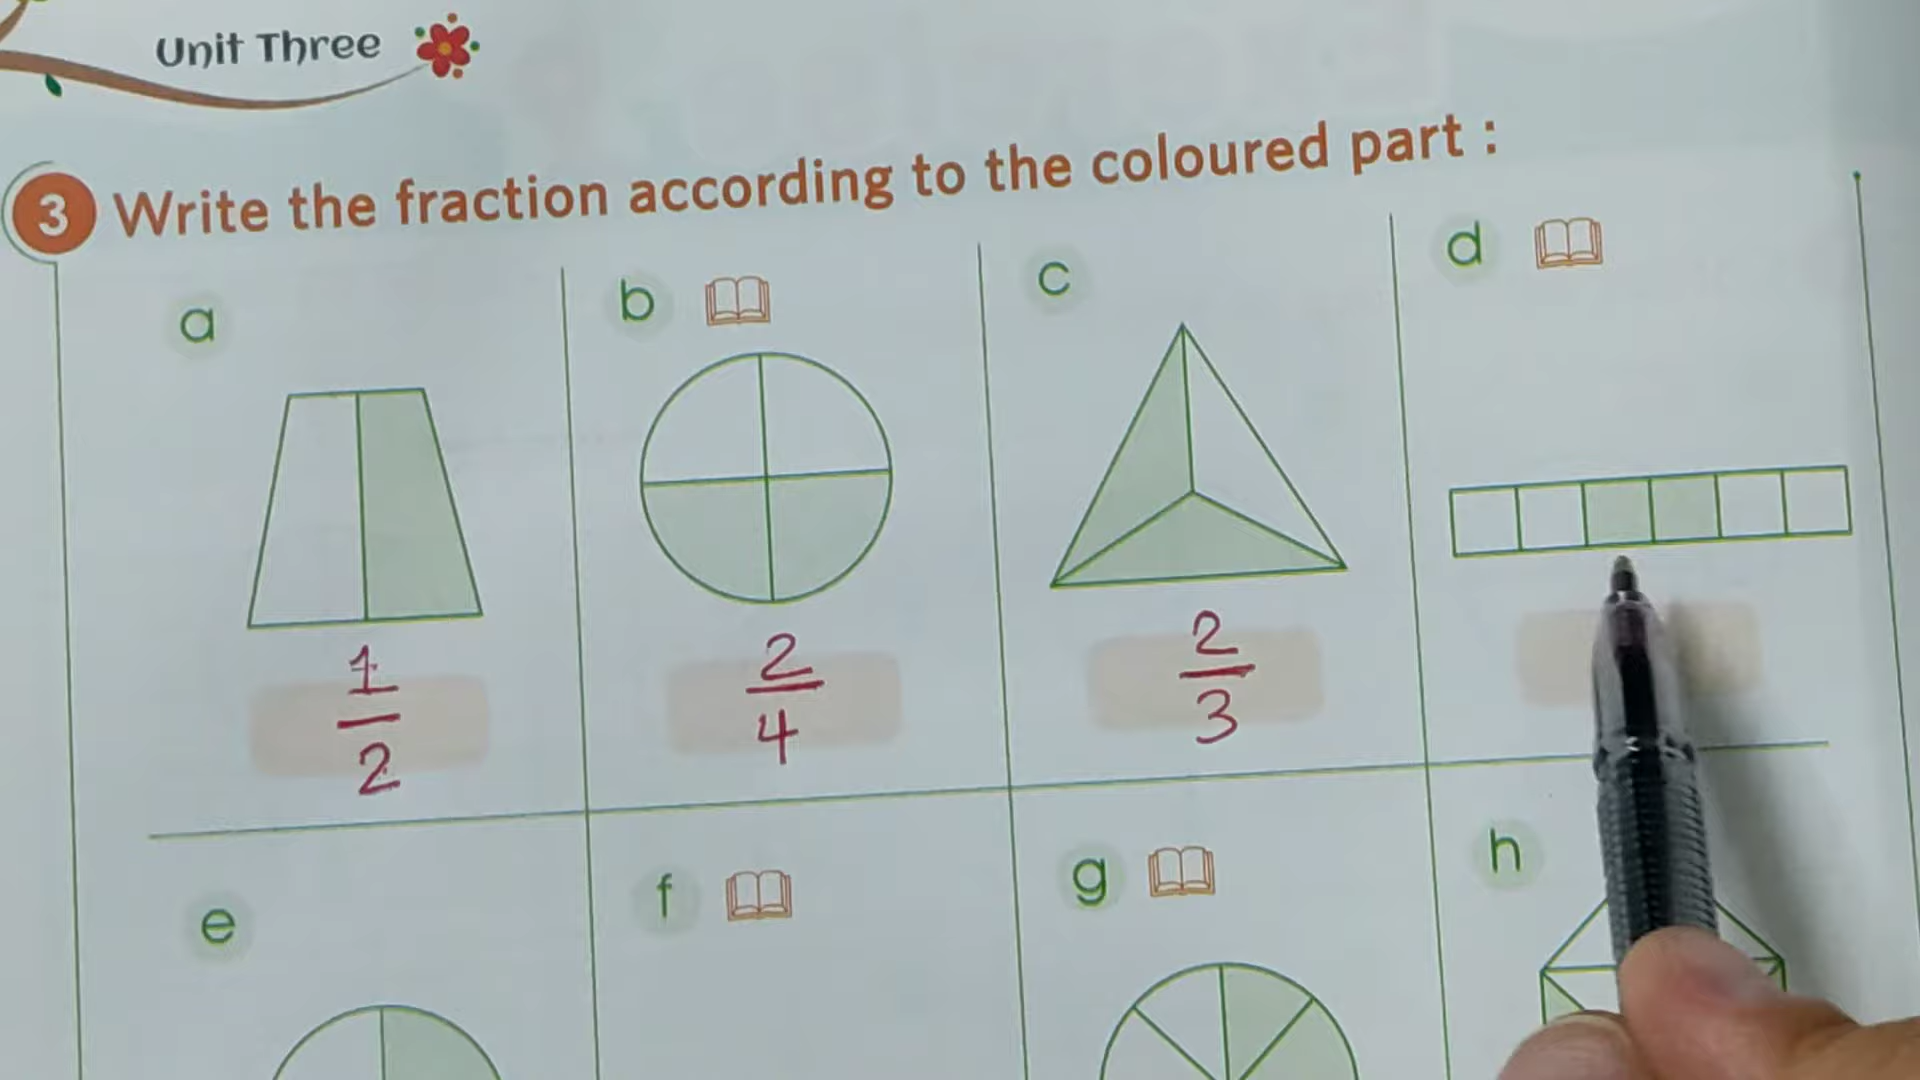 Unit Three
3 Write the fraction according to the coloured part :
a
b
c
d
1
2
2
4
2
3
e
f
g
h